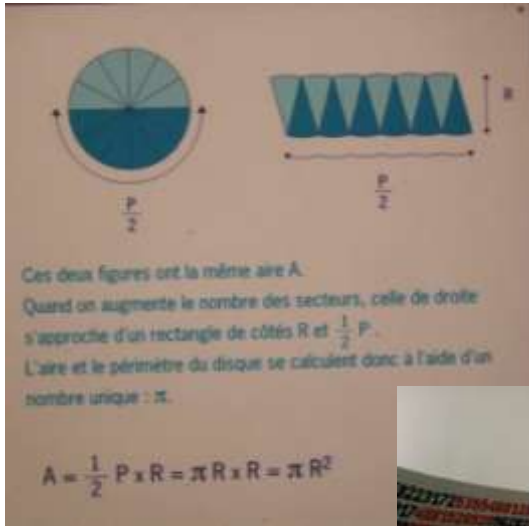 P/2
R
P/2
Ces deux figures ont la même aire A.
Quand on augmente le nombre des secteurs, celle de droite
s'approche d'un rectangle de côtés R et 1/2 P.
L'aire et le périmètre du disque se calculent donc à l'aide d'un
nombre unique : π.
A = 1/2 P x R = π R x R = π R²